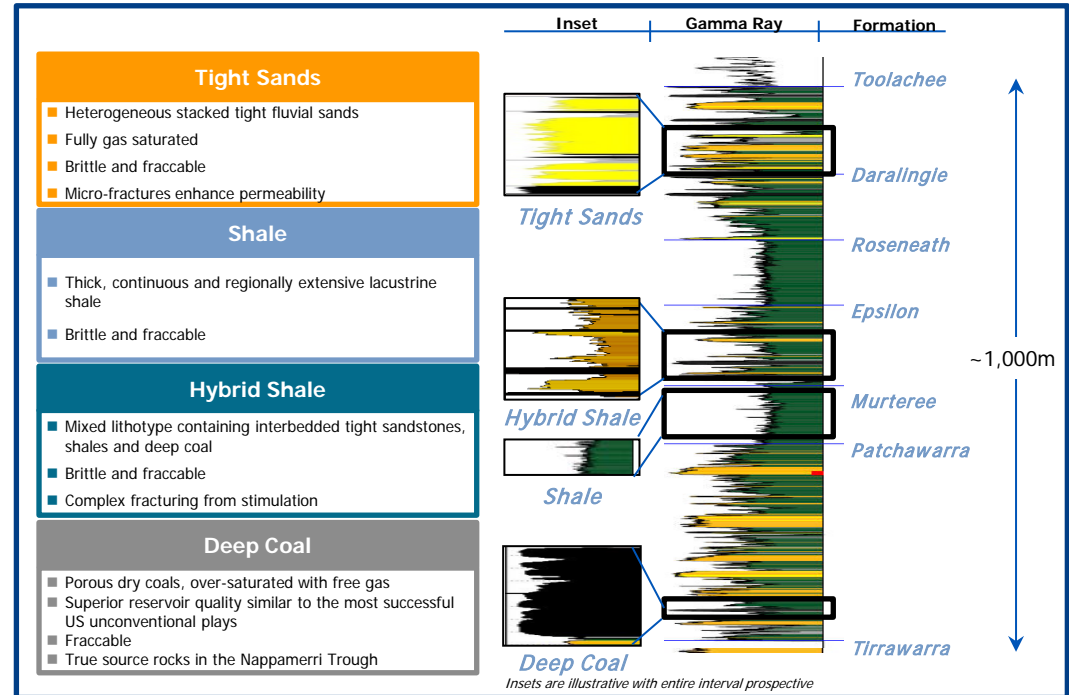 Tight Sands
Heterogeneous stacked tight fluvial sands
Fully gas saturated
Brittle and fraccable
Micro-fractures enhance permeability
Shale
Thick, continuous and regionally extensive lacustrine
shale
Brittle and fraccable
Hybrid Shale
Mixed lithotype containing interbedded tight sandstones,
shales and deep coal
Brittle and fraccable
Complex fracturing from stimulation
Deep Coal
Porous dry coals, over-saturated with free gas
Superior reservoir quality similar to the most successful
US unconventional plays
Fraccable
True source rocks in the Nappamerri Trough
Inset
Gamma Ray
Formation
Tight Sands
Hybrid Shale
Shale
Deep Coal
Toolachee
Daralingle
Roseneath
Epsilon
Murteree
Patchawarra
Tirrawarra
~1,000m
Insets are illustrative with entire interval prospective